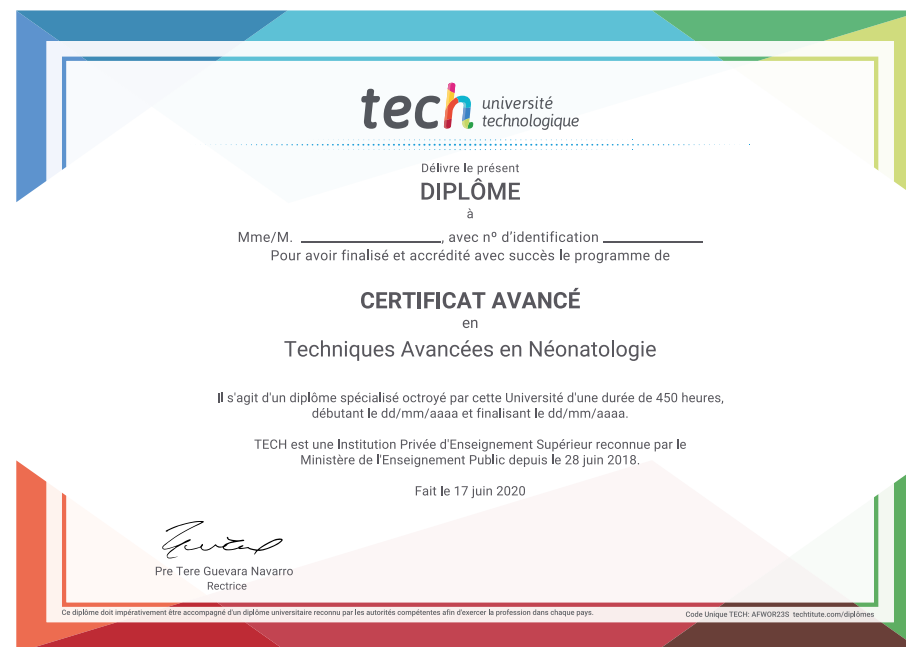 tech université
technologique
Délivre le présent
DIPLÔME
à
Mme/M. ____________________, avec nº d'identification ______________
Pour avoir finalisé et accrédité avec succès le programme de
CERTIFICAT AVANCÉ
en
Techniques Avancées en Néonatologie
Il s'agit d'un diplôme spécialisé octroyé par cette Université d'une durée de 450 heures,
débutant le dd/mm/aaaa et finalisant le dd/mm/aaaa.
TECH est une Institution Privée d'Enseignement Supérieur reconnue par le
Ministère de l'Enseignement Public depuis le 28 juin 2018.
Fait le 17 juin 2020
Pre Tere Guevara Navarro
Rectrice
Ce diplôme doit impérativement être accompagné d'un diplôme universitaire reconnu par les autorités compétentes afin d'exercer la profession dans chaque pays.
Code Unique TECH: AFWOR23S techtitute.com/diplômes